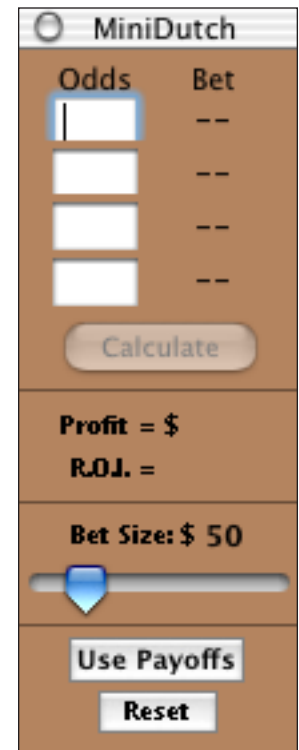 MiniDutch
Odds Bet
--
--
--
--
Calculate
Profit = $
R.O.I. =
Bet Size: $ 50
Use Payoffs
Reset